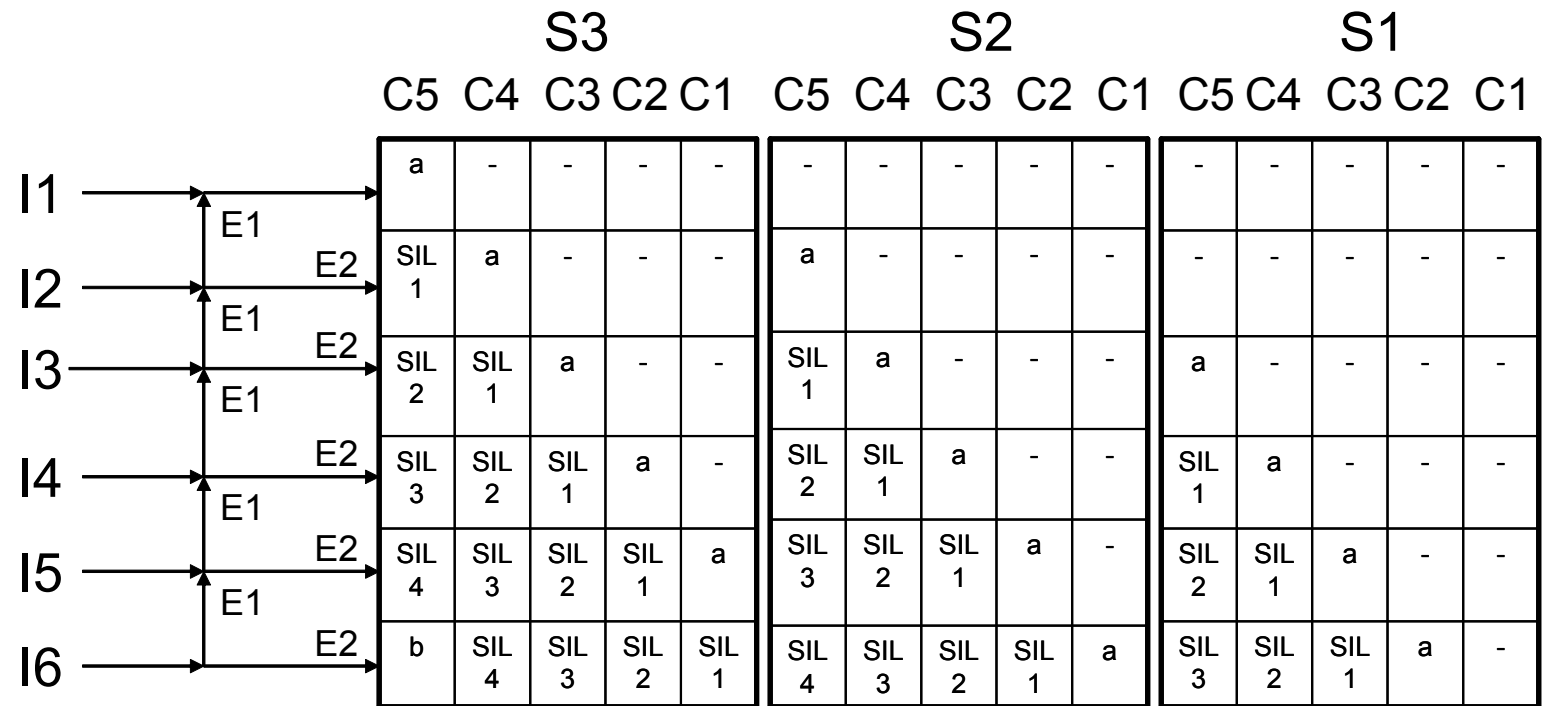 S3 S2 S1
C5 C4 C3 C2 C1 C5 C4 C3 C2 C1 C5 C4 C3 C2 C1
I1 a - - - - - - - - - - - - - -
E1
I2 E2 SIL 1 a - - - a - - - - - - - - -
E1
I3 E2 SIL 2 SIL 1 a - - SIL 1 a - - - a - - - -
E1
I4 E2 SIL 3 SIL 2 SIL 1 a - SIL 2 SIL 1 a - - SIL 1 a - - -
E1
I5 E2 SIL 4 SIL 3 SIL 2 SIL 1 a SIL 3 SIL 2 SIL 1 a - SIL 2 SIL 1 a - -
E1
I6 E2 b SIL 4 SIL 3 SIL 2 SIL 1 SIL 4 SIL 3 SIL 2 SIL 1 a SIL 3 SIL 2 SIL 1 a -